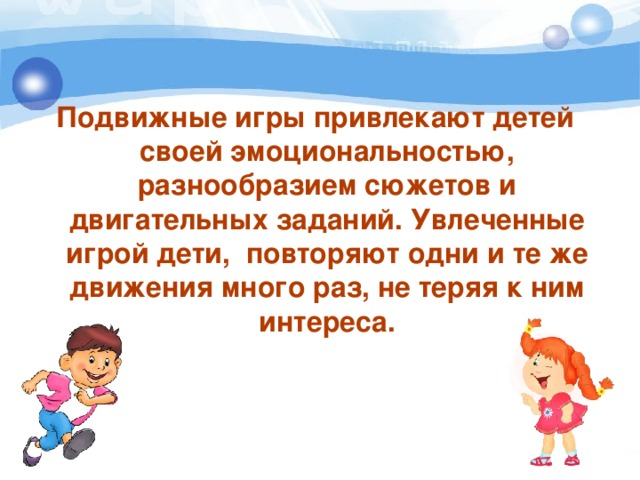 Подвижные игры привлекают детей
своей эмоциональностью,
разнообразием сюжетов и
двигательных заданий. Увлеченные
игрой дети,  повторяют одни и те же
движения много раз, не теряя к ним
интереса.